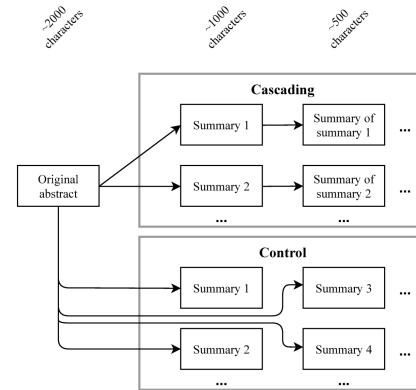 ~2000
characters
~1000
characters
~500
characters
Cascading
Summary 1
Summary of
summary 1
...
Original
abstract
Summary 2
Summary of
summary 2
...
...
...
Control
Summary 1
Summary 3
...
Summary 2
Summary 4
...
...
...